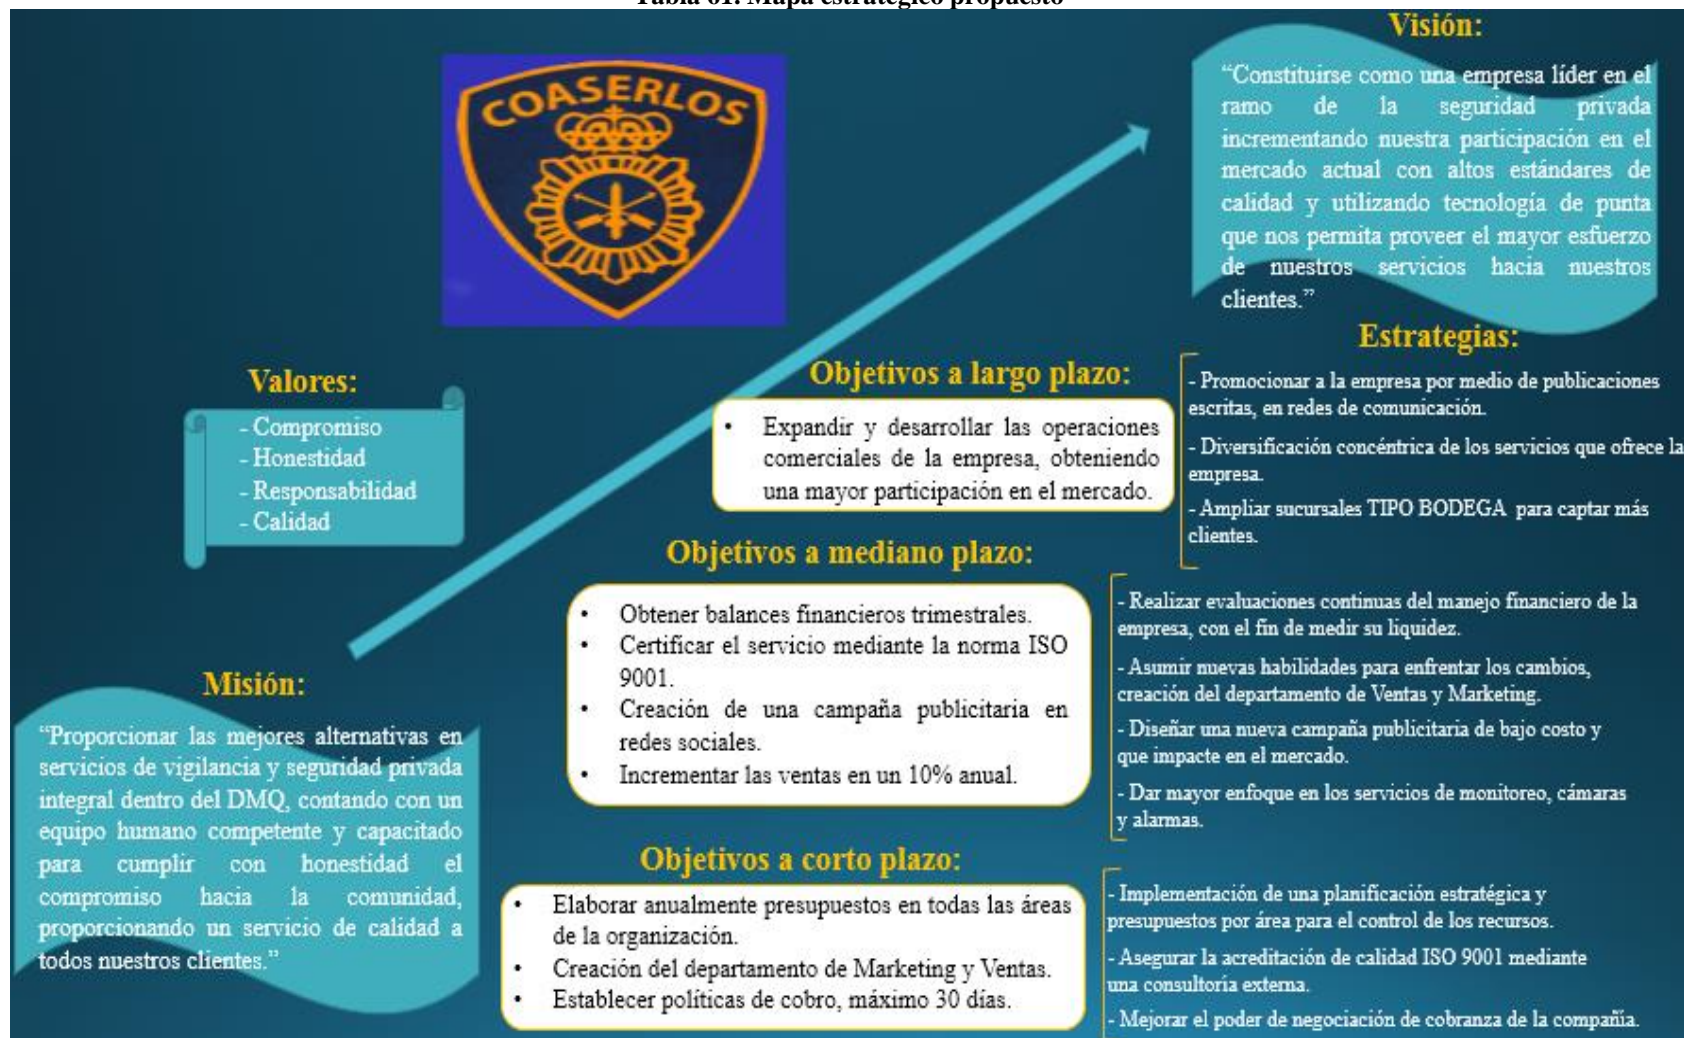 Tabla 61. Mapa estratégico propuesto
COASERLOS
Visión:
“Constituirse como una empresa líder en el
ramo de la seguridad privada
incrementando nuestra participación en el
mercado actual con altos estándares de
calidad y utilizando tecnología de punta
que nos permita proveer el mayor esfuerzo
de nuestros servicios hacia nuestros
clientes.”
Valores:
- Compromiso
- Honestidad
- Responsabilidad
- Calidad
Misión:
“Proporcionar las mejores alternativas en
servicios de vigilancia y seguridad privada
integral dentro del DMQ, contando con un
equipo humano competente y capacitado
para cumplir con honestidad el
compromiso hacia la comunidad,
proporcionando un servicio de calidad a
todos nuestros clientes.”
Objetivos a largo plazo:
• Expandir y desarrollar las operaciones
comerciales de la empresa, obteniendo
una mayor participación en el mercado.
Estrategias:
- Promocionar a la empresa por medio de publicaciones
escritas, en redes de comunicación.
- Diversificación concéntrica de los servicios que ofrece la
empresa.
- Ampliar sucursales TIPO BODEGA para captar más
clientes.
Objetivos a mediano plazo:
• Obtener balances financieros trimestrales.
• Certificar el servicio mediante la norma ISO
9001.
• Creación de una campaña publicitaria en
redes sociales.
• Incrementar las ventas en un 10% anual.
- Realizar evaluaciones continuas del manejo financiero de la
empresa, con el fin de medir su liquidez.
- Asumir nuevas habilidades para enfrentar los cambios,
creación del departamento de Ventas y Marketing.
- Diseñar una nueva campaña publicitaria de bajo costo y
que impacte en el mercado.
- Dar mayor enfoque en los servicios de monitoreo, cámaras
y alarmas.
Objetivos a corto plazo:
• Elaborar anualmente presupuestos en todas las áreas
de la organización.
• Creación del departamento de Marketing y Ventas.
• Establecer políticas de cobro, máximo 30 días.
- Implementación de una planificación estratégica y
presupuestos por área para el control de los recursos.
- Asegurar la acreditación de calidad ISO 9001 mediante
una consultoría externa.
- Mejorar el poder de negociación de cobranza de la compañía.